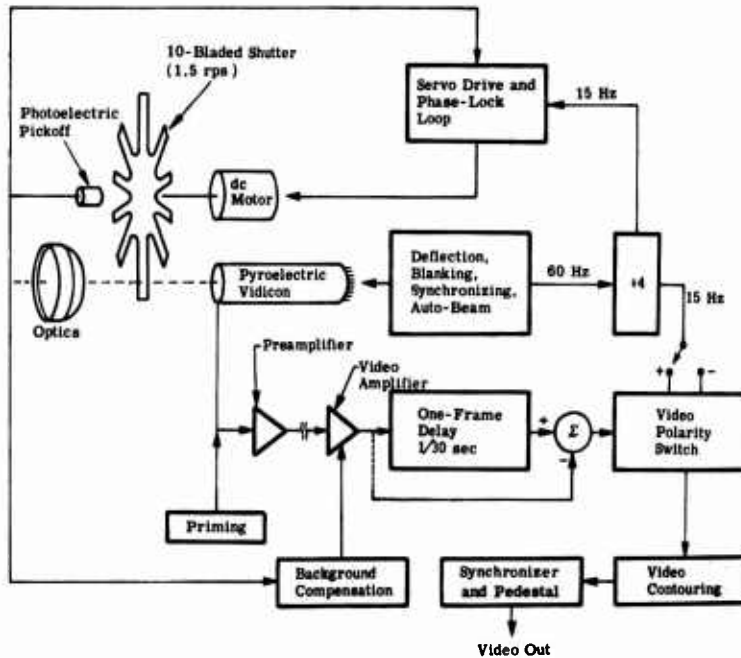 10-Bladed Shutter
(1.5 rps)
Photoelectric
Pickoff
dc
Motor
Servo Drive and
Phase-Lock
Loop
15 Hz
Optics
Pyroelectric
Vidicon
Deflection,
Blanking,
Synchronizing,
Auto-Beam
60 Hz
÷4
15 Hz
+
-
Preamplifier
Video
Amplifier
One-Frame
Delay
1/30 sec
+
Σ
-
Video
Polarity
Switch
Priming
Background
Compensation
Synchronizer
and Pedestal
Video
Contouring
Video Out